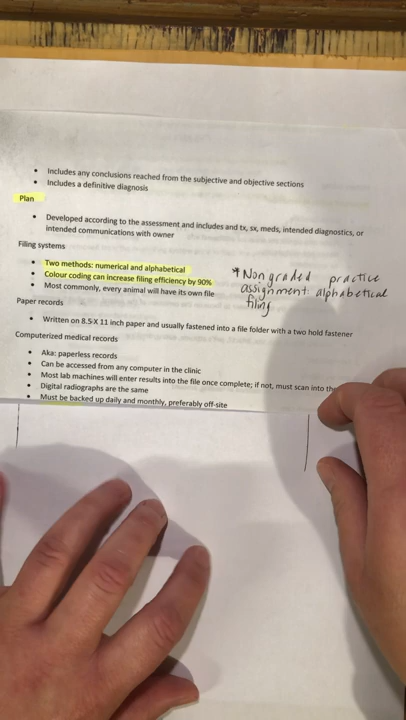 • Includes any conclusions reached from the subjective and objective sections
• Includes a definitive diagnosis
Plan
• Developed according to the assessment and includes and tx, sx, meds, intended diagnostics, or
intended communications with owner
Filing systems
• Two methods: numerical and alphabetical
• Colour coding can increase filing efficiency by 90%
• Most commonly, every animal will have its own file
* Non graded practice
assignment: alphabetical
filing
Paper records
• Written on 8.5 X 11 inch paper and usually fastened into a file folder with a two hold fastener
Computerized medical records
• Aka: paperless records
• Can be accessed from any computer in the clinic
• Most lab machines will enter results into the file once complete; if not, must scan into
• Digital radiographs are the same
• Must be backed up daily and monthly, preferably off-site